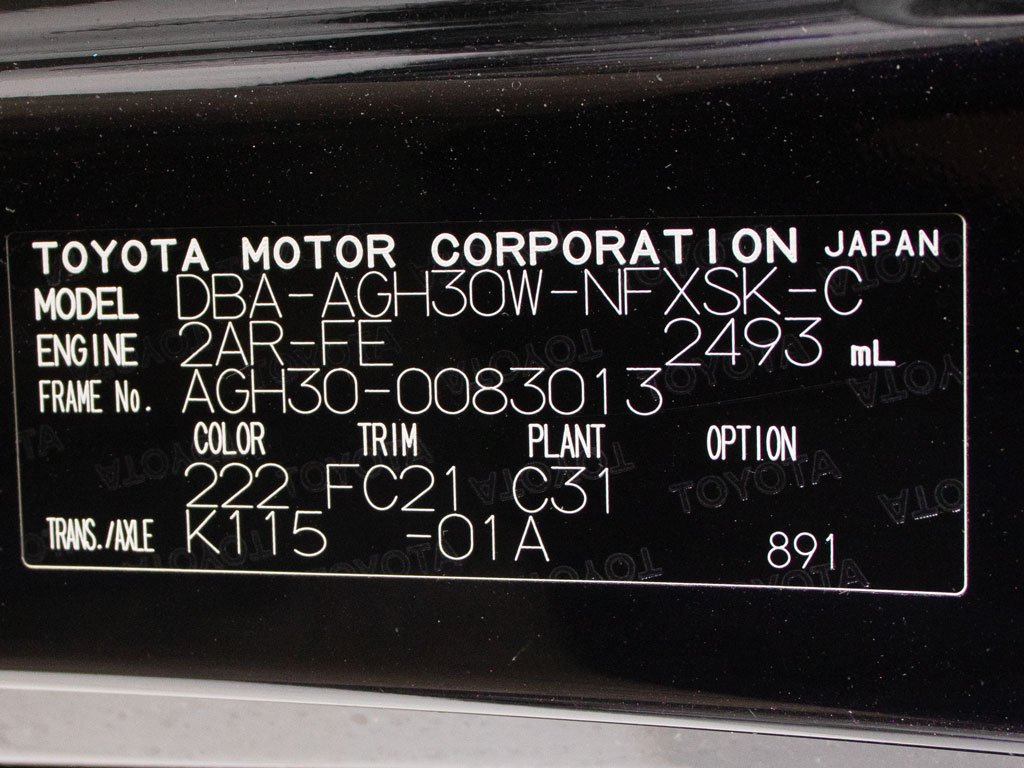 TOYOTA MOTOR CORPORATION JAPAN
MODEL DBA-AGH30W-NFXSK-C
ENGINE 2AR-FE 2493 mL
FRAME No. AGH30-0083013
COLOR TRIM PLANT OPTION
222 FC21 C31
TRANS./AXLE K115 -01A 891